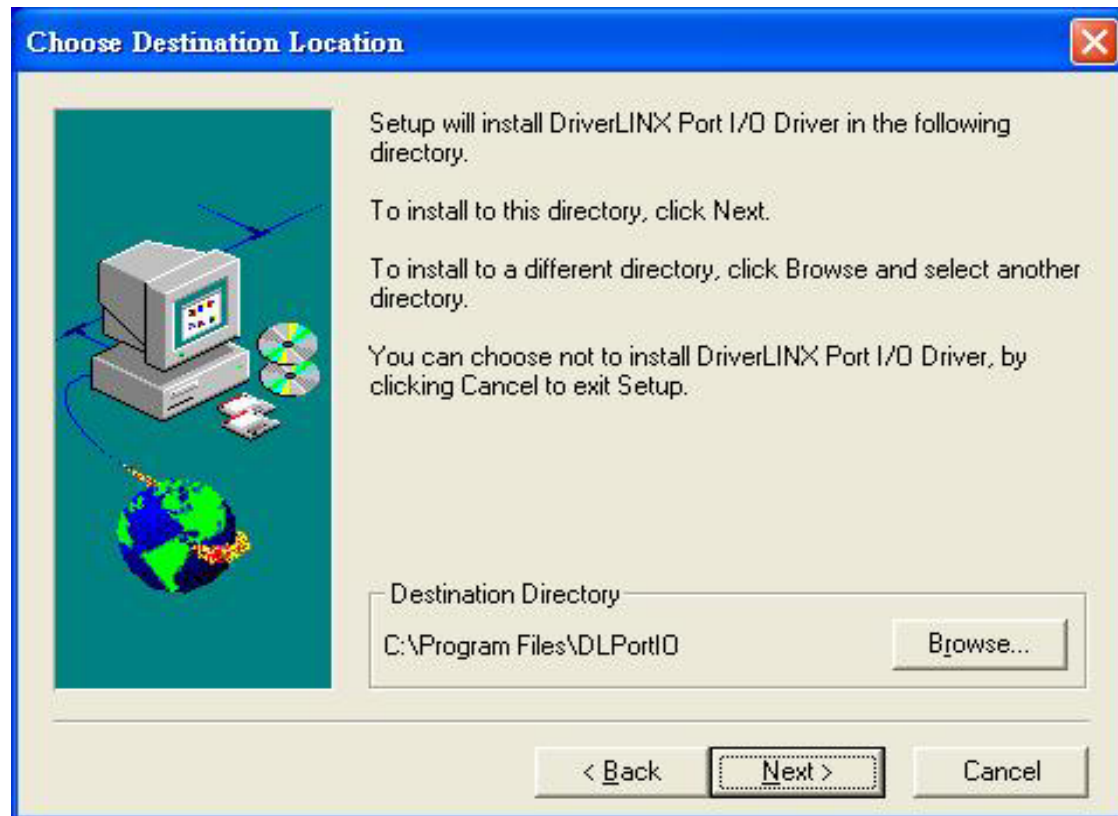 Choose Destination Location
Setup will install DriverLINX Port I/O Driver in the following
directory.
To install to this directory, click Next.
To install to a different directory, click Browse and select another
directory.
You can choose not to install DriverLINX Port I/O Driver, by
clicking Cancel to exit Setup.
Destination Directory
C:\Program Files\DLPortIO
Browse...
< Back
Next >
Cancel